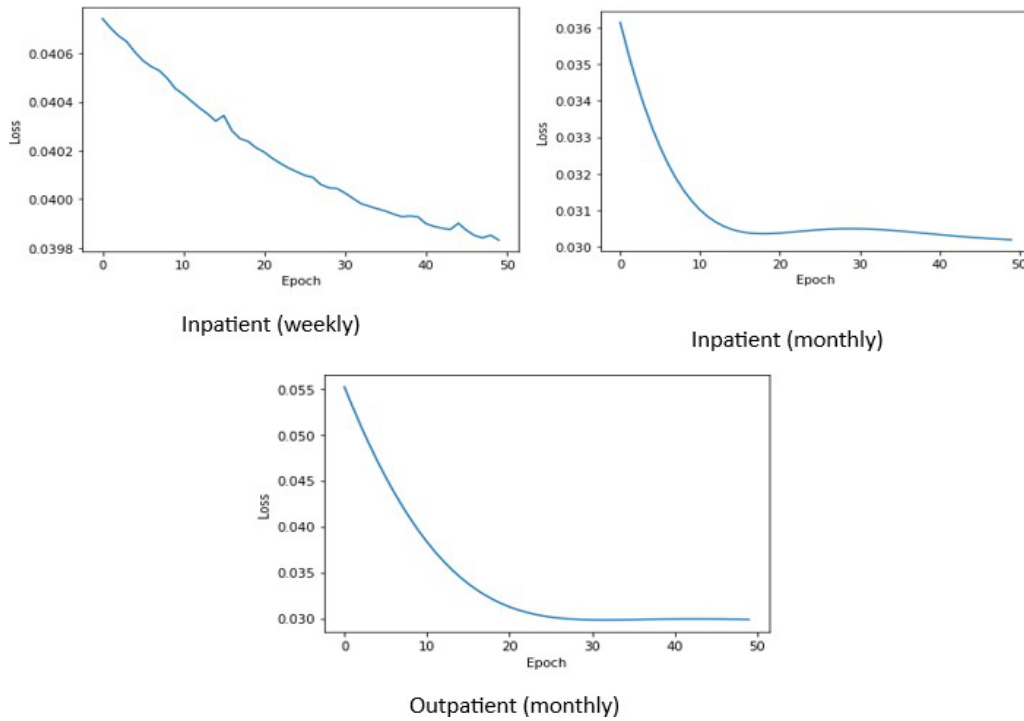 0.0406
0.0404
0.0402
0.0400
0.0398
Loss
0 10 20 30 40 50
Epoch
Inpatient (weekly)
0.036
0.035
0.034
0.033
0.032
0.031
0.030
Loss
0 10 20 30 40 50
Epoch
Inpatient (monthly)
0.055
0.050
0.045
0.040
0.035
0.030
Loss
0 10 20 30 40 50
Epoch
Outpatient (monthly)